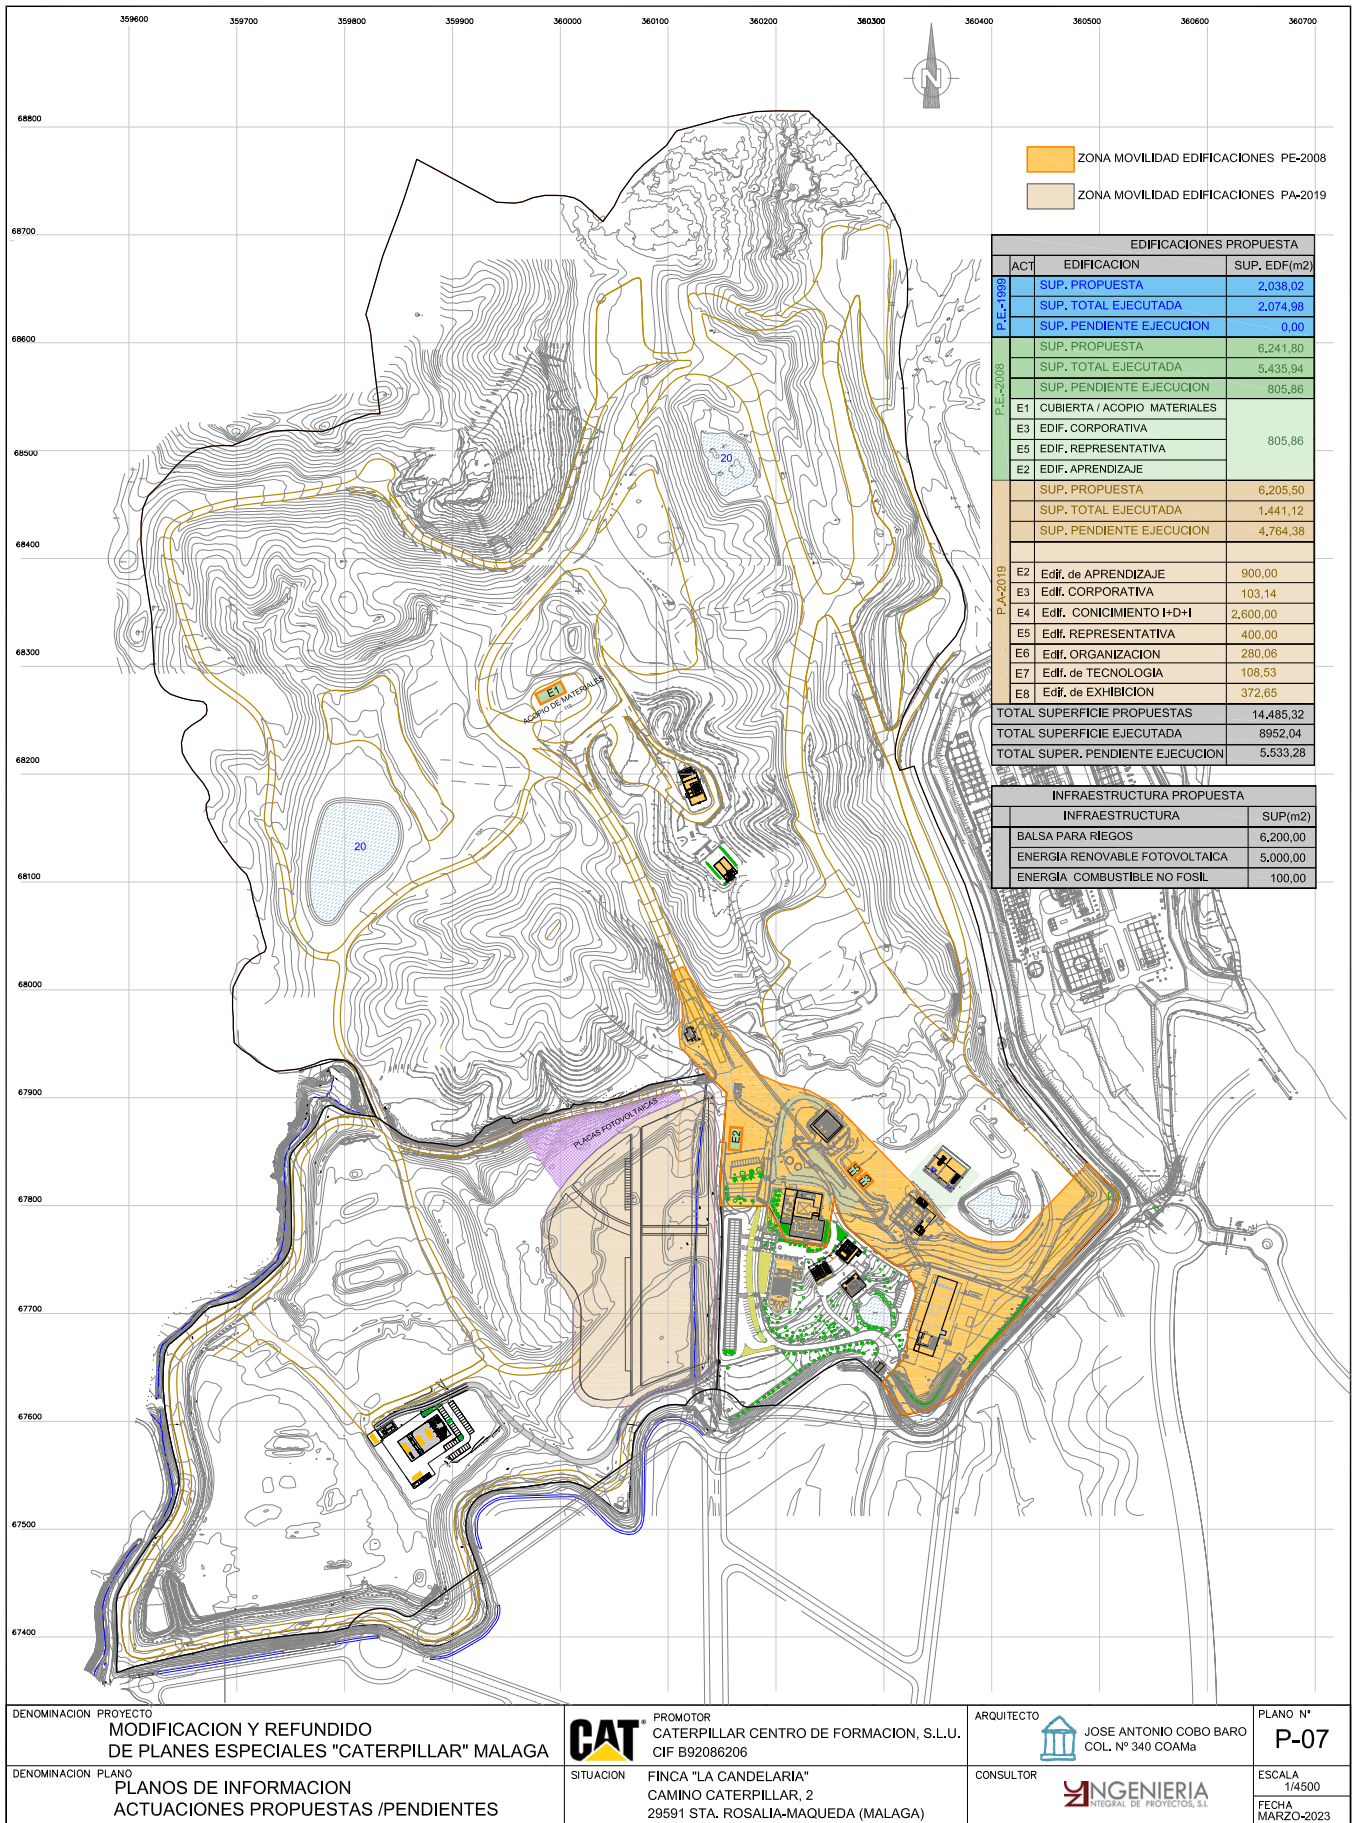 359600 359700 359800 359900 360000 360100 360200 360300 360400 360500 360600 360700
N
68800
68700
68600
68500
68400
68300
68200
68100
68000
67900
67800
67700
67600
67500
67400
ZONA MOVILIDAD EDIFICACIONES PE-2008
ZONA MOVILIDAD EDIFICACIONES PA-2019
EDIFICACIONES PROPUESTA
ACT EDIFICACION SUP. EDF(m2)
P.E.-1999
SUP. PROPUESTA 2.038,02
SUP. TOTAL EJECUTADA 2.074,98
SUP. PENDIENTE EJECUCION 0,00
P.E.-2008
SUP. PROPUESTA 6.241,80
SUP. TOTAL EJECUTADA 5.435,94
SUP. PENDIENTE EJECUCION 805,86
E1 CUBIERTA / ACOPIO MATERIALES
E3 EDIF. CORPORATIVA
805,86
E5 EDIF. REPRESENTATIVA
E2 EDIF. APRENDIZAJE
P.A-2019
SUP. PROPUESTA 6.205,50
SUP. TOTAL EJECUTADA 1.441,12
SUP. PENDIENTE EJECUCION 4.764,38
E2 Edif. de APRENDIZAJE 900,00
E3 Edif. CORPORATIVA 103,14
E4 Edif. CONICIMIENTO I+D+I 2.600,00
E5 Edif. REPRESENTATIVA 400,00
E6 Edif. ORGANIZACION 280,06
E7 Edif. de TECNOLOGIA 108,53
E8 Edif. de EXHIBICION 372,65
TOTAL SUPERFICIE PROPUESTAS 14.485,32
TOTAL SUPERFICIE EJECUTADA 8952,04
TOTAL SUPER. PENDIENTE EJECUCION 5.533,28
INFRAESTRUCTURA PROPUESTA
INFRAESTRUCTURA SUP(m2)
BALSA PARA RIEGOS 6.200,00
ENERGIA RENOVABLE FOTOVOLTAICA 5.000,00
ENERGIA COMBUSTIBLE NO FOSIL 100,00
20
E1
ACOPIO DE MATERIALES
20
PLACAS FOTOVOLTAICAS
E2
E5
DENOMINACION PROYECTO
MODIFICACION Y REFUNDIDO
DE PLANES ESPECIALES "CATERPILLAR" MALAGA
DENOMINACION PLANO
PLANOS DE INFORMACION
ACTUACIONES PROPUESTAS /PENDIENTES
CAT
PROMOTOR
CATERPILLAR CENTRO DE FORMACION, S.L.U.
CIF B92086206
SITUACION
FINCA "LA CANDELARIA"
CAMINO CATERPILLAR, 2
29591 STA. ROSALIA-MAQUEDA (MALAGA)
ARQUITECTO
JOSE ANTONIO COBO BARO
COL. Nº 340 COAMa
CONSULTOR
INGENIERIA
INTEGRAL DE PROYECTOS, S.L
PLANO Nº
P-07
ESCALA
1/4500
FECHA
MARZO-2023